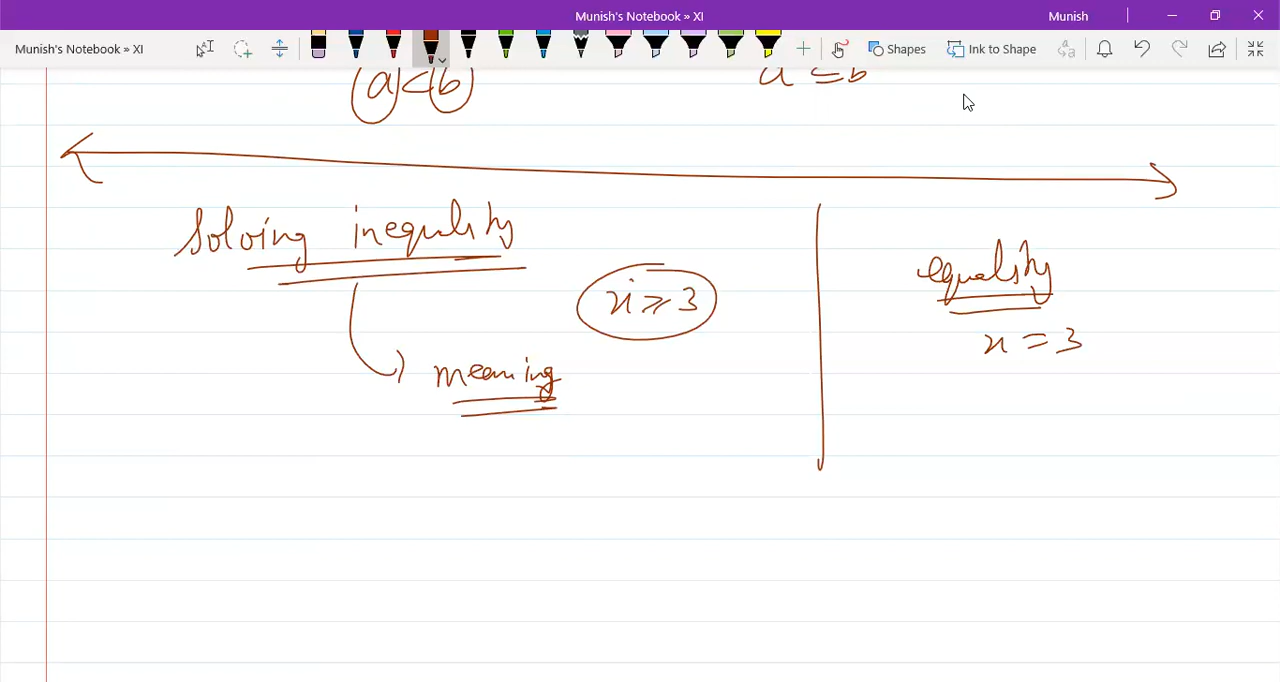 Munish's Notebook » XI
Munish
Munish's Notebook » XI
Shapes
Ink to Shape
a < b
a = b
Solving inequality
x ≥ 3
meaning
equality
x = 3